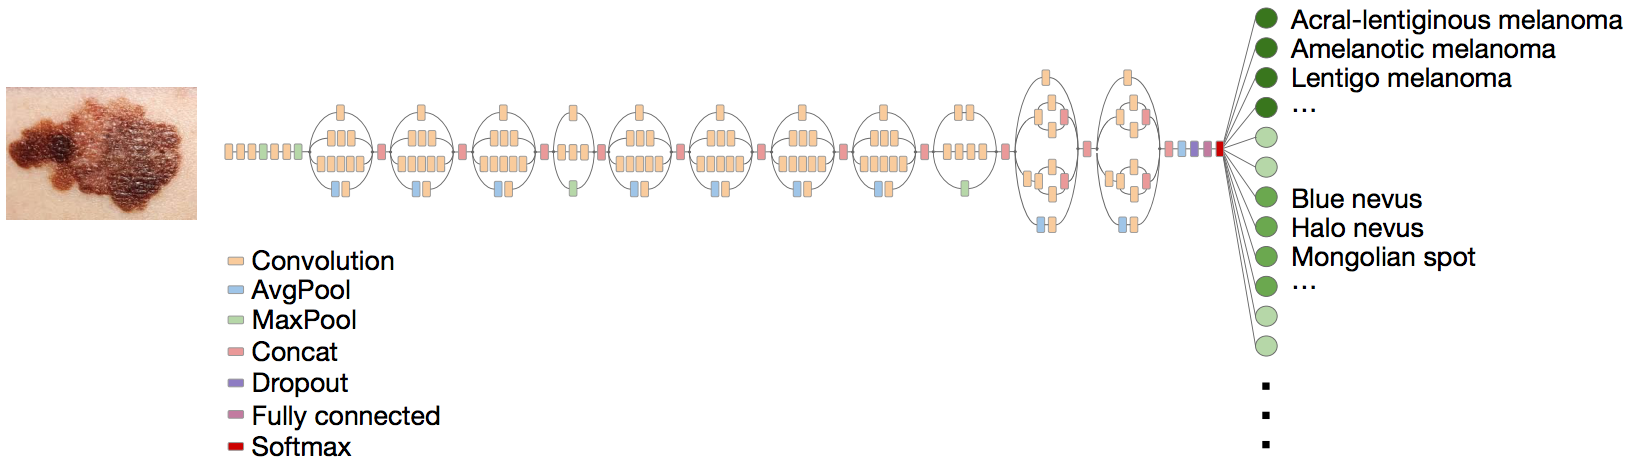 Acral-lentiginous melanoma
Amelanotic melanoma
Lentigo melanoma
...
Blue nevus
Halo nevus
Mongolian spot
...
Convolution
AvgPool
MaxPool
Concat
Dropout
Fully connected
Softmax